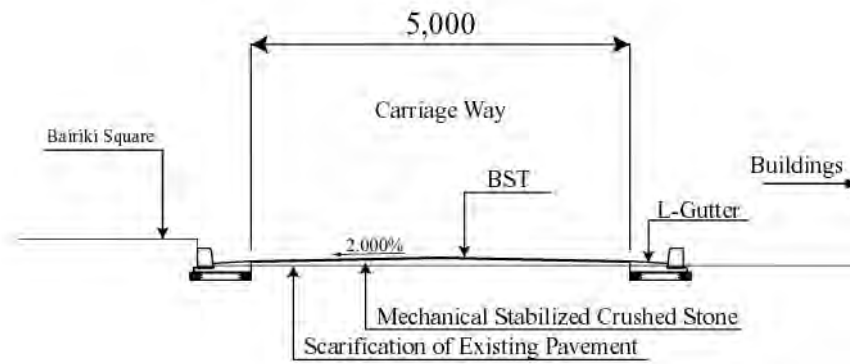 5,000
Carriage Way
Bairiki Square
Buildings
BST
L-Gutter
2.000%
Mechanical Stabilized Crushed Stone
Scarification of Existing Pavement